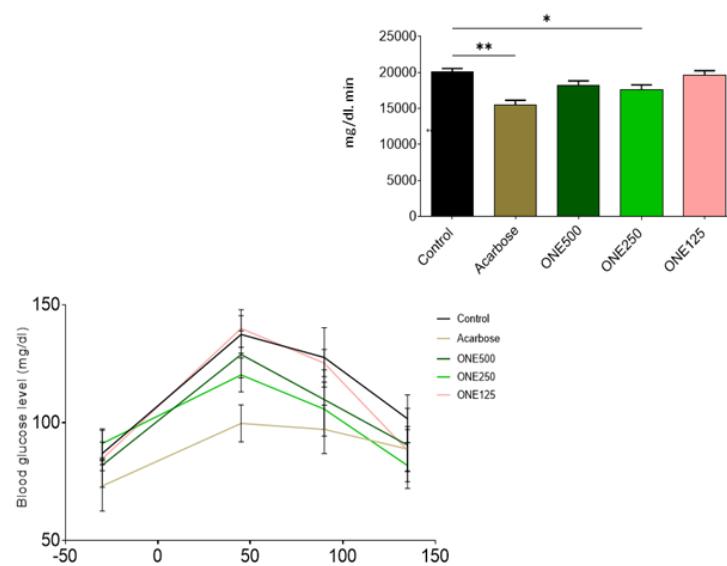 *
**
25000
20000
15000
10000
5000
0
mg/dl. min
Control
Acarbose
ONE500
ONE250
ONE125
150
100
50
Blood glucose level (mg/dl)
-50
0
50
100
150
Control
Acarbose
ONE500
ONE250
ONE125